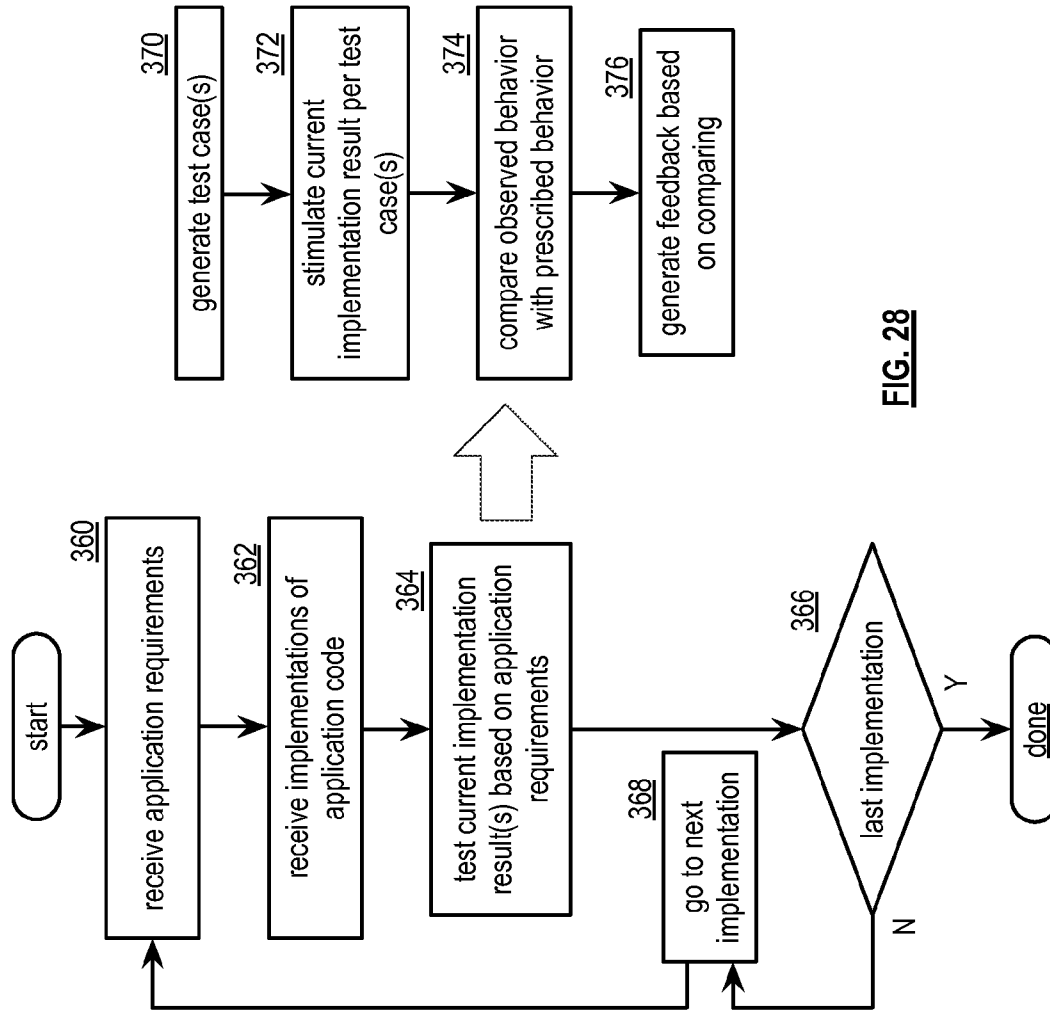 start
360
receive application requirements
362
receive implementations of
application code
364
test current implementation
result(s) based on application
requirements
368
go to next
implementation
366
last implementation
N
Y
done
370
generate test case(s)
372
stimulate current
implementation result per test
case(s)
374
compare observed behavior
with prescribed behavior
376
generate feedback based
on comparing
FIG. 28